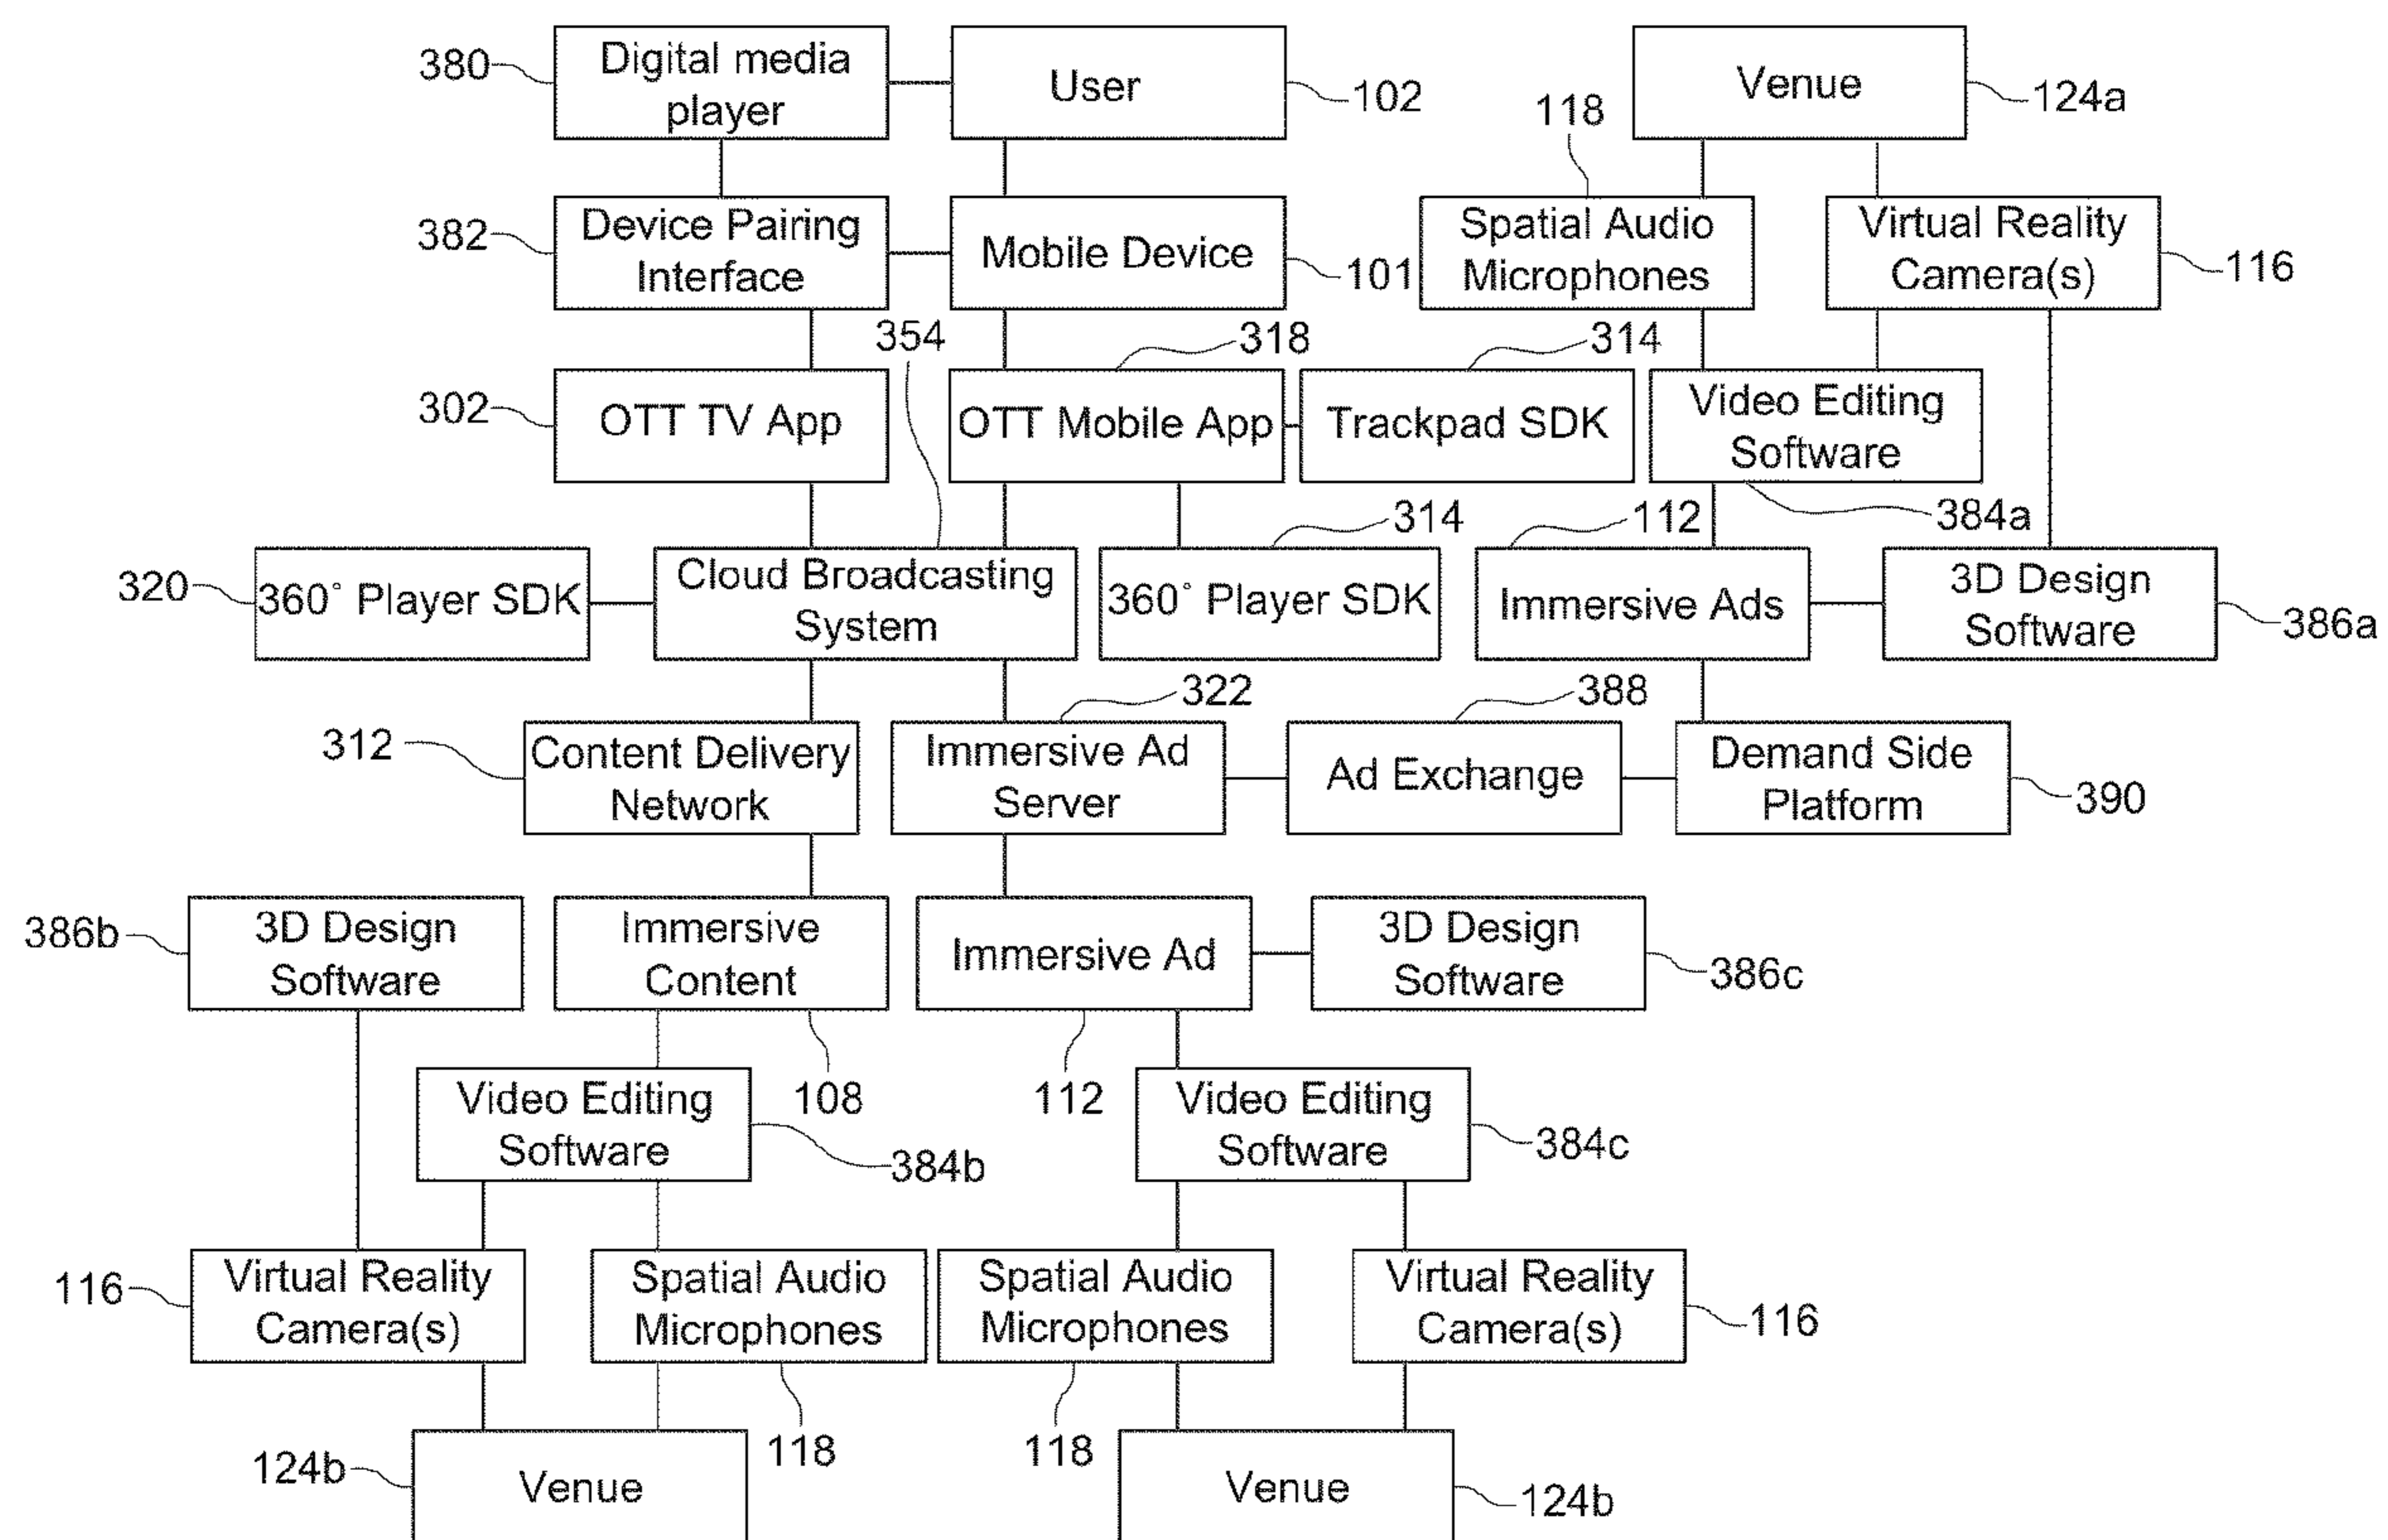 380
Digital media
player
User
102
Venue
124a
118
382
Device Pairing
Interface
Mobile Device
101
Spatial Audio
Microphones
Virtual Reality
Camera(s)
116
354
318
314
302
OTT TV App
OTT Mobile App
Trackpad SDK
Video Editing
Software
384a
314
112
320
360° Player SDK
Cloud Broadcasting
System
360° Player SDK
Immersive Ads
3D Design
Software
386a
322
388
312
Content Delivery
Network
Immersive Ad
Server
Ad Exchange
Demand Side
Platform
390
386b
3D Design
Software
Immersive
Content
Immersive Ad
3D Design
Software
386c
108
112
Video Editing
Software
384b
Video Editing
Software
384c
116
Virtual Reality
Camera(s)
Spatial Audio
Microphones
Spatial Audio
Microphones
Virtual Reality
Camera(s)
116
118
118
124b
Venue
Venue
124b